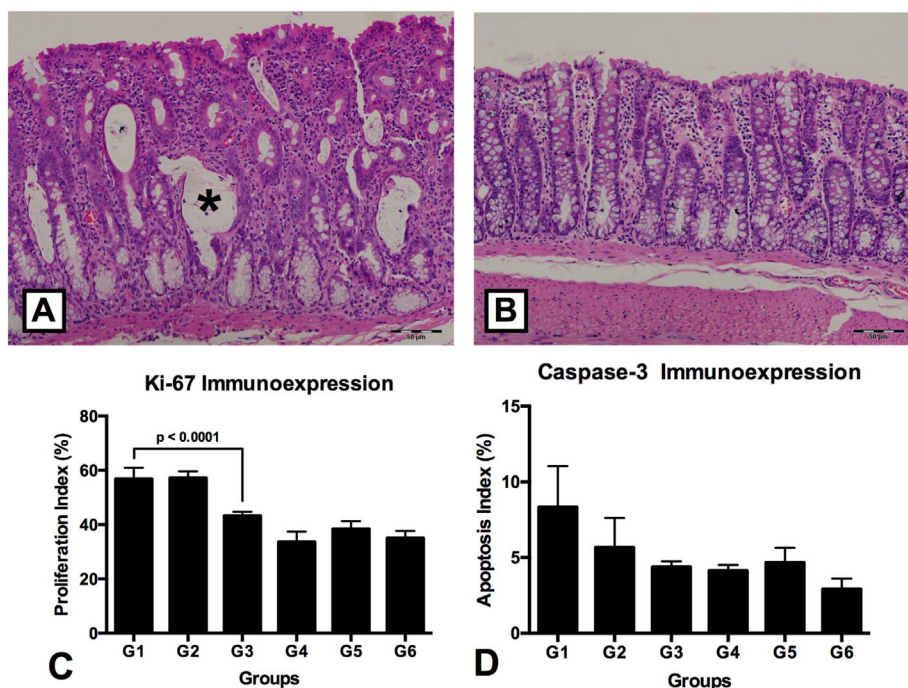 *
A
50 µm
B
50 µm
Ki-67 Immunoexpression
80
60
40
20
0
Proliferation Index (%)
p < 0.0001
G1 G2 G3 G4 G5 G6
Groups
C
Caspase-3 Immunoexpression
15
10
5
0
Apoptosis Index (%)
G1 G2 G3 G4 G5 G6
Groups
D